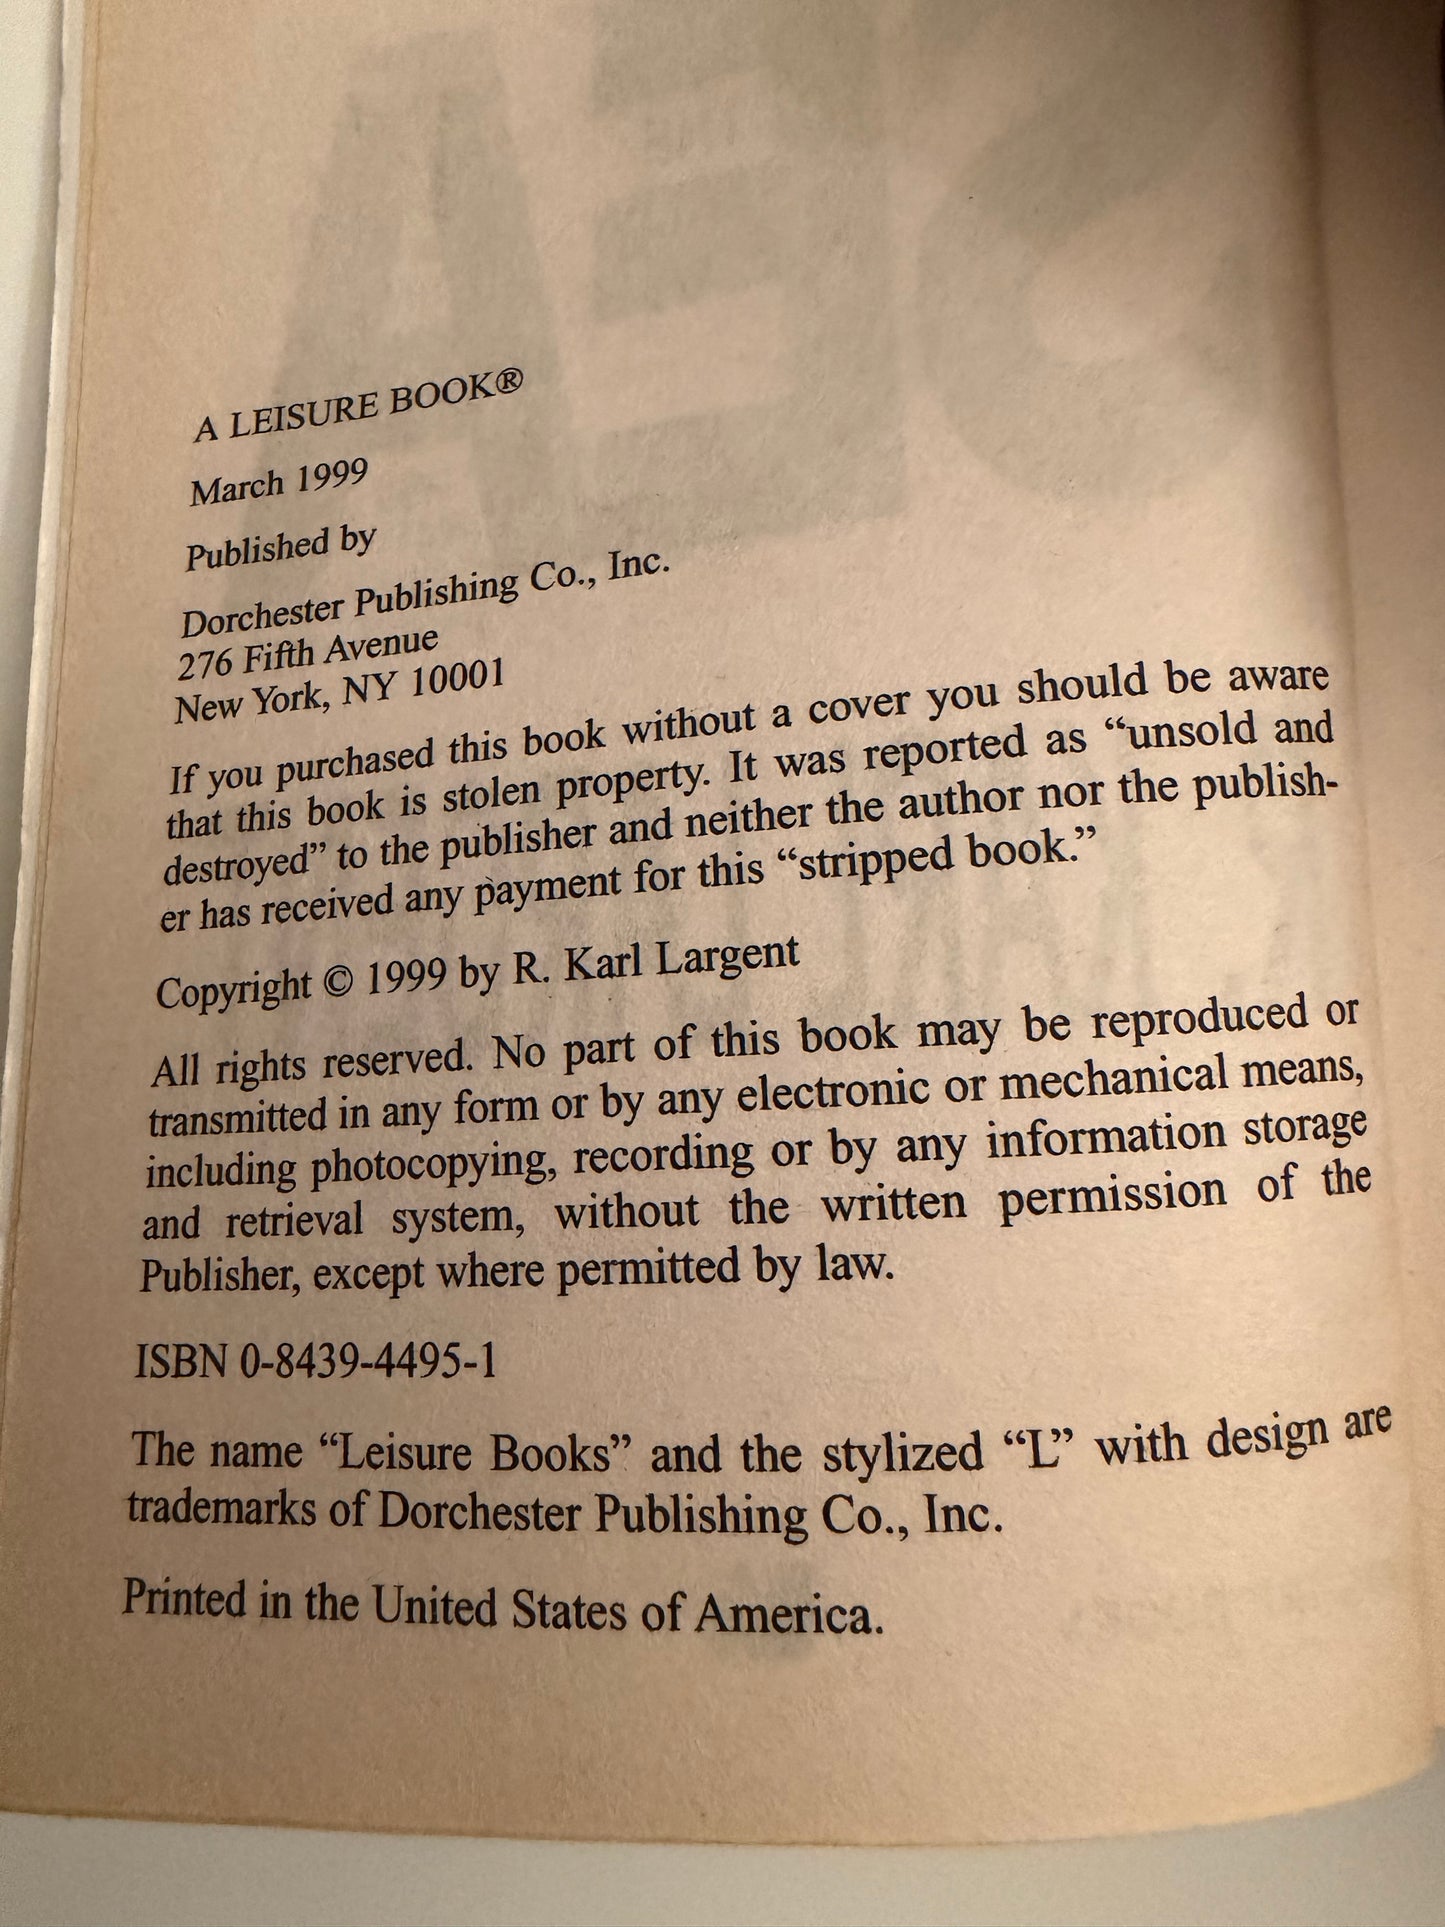 A LEISURE BOOK®
March 1999
Published by
Dorchester Publishing Co., Inc.
276 Fifth Avenue
New York, NY 10001
If you purchased this book without a cover you should be aware
that this book is stolen property. It was reported as “unsold and
destroyed” to the publisher and neither the author nor the publish-
er has received any payment for this “stripped book.”
Copyright © 1999 by R. Karl Largent
All rights reserved. No part of this book may be reproduced or
transmitted in any form or by any electronic or mechanical means,
including photocopying, recording or by any information storage
and retrieval system, without the written permission of the
Publisher, except where permitted by law.
ISBN 0-8439-4495-1
The name “Leisure Books” and the stylized “L” with design are
trademarks of Dorchester Publishing Co., Inc.
Printed in the United States of America.